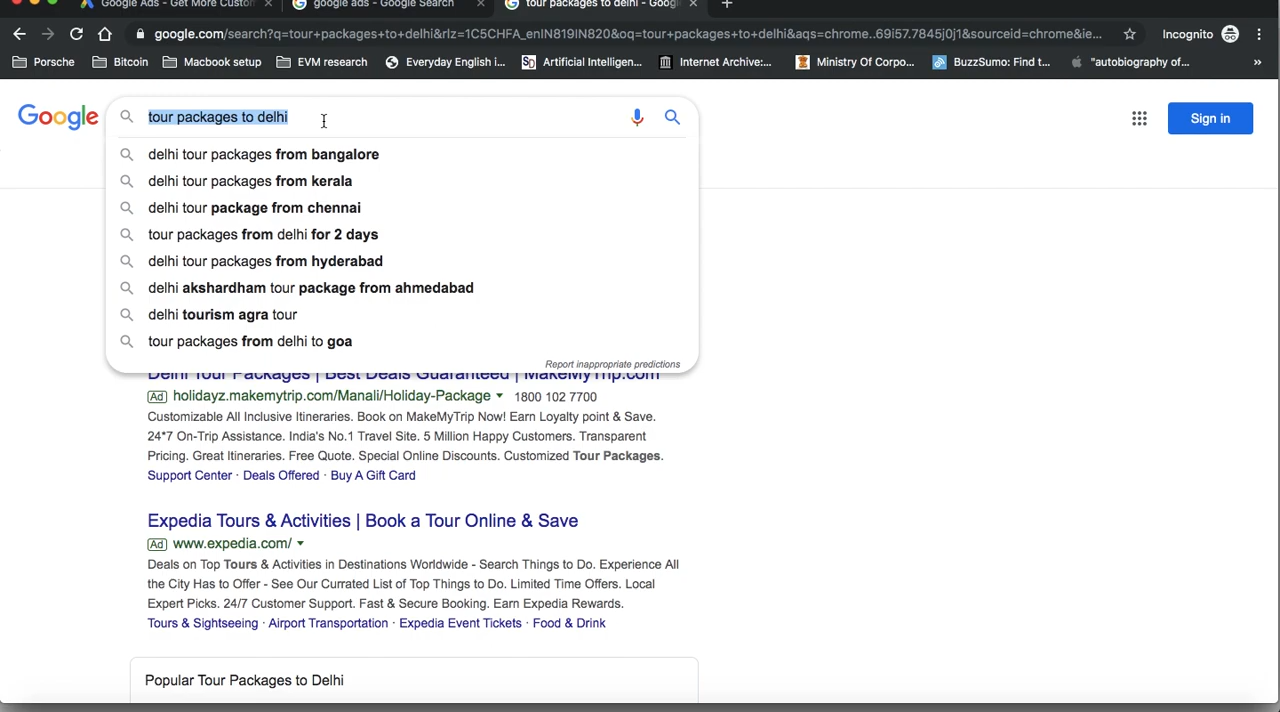 Google Ads - Get More Custom
google ads - Google Search
tour packages to delhi - Googl
google.com/search?q=tour+packages+to+delhi&rlz=1C5CHFA_enIN819IN820&oq=tour+packages+to+delhi&aqs=chrome..69i57.7845j0j1&sourceid=chrome&ie...
Incognito
Porsche
Bitcoin
Macbook setup
EVM research
Everyday English i...
SD Artificial Intelligen...
Internet Archive:...
Ministry Of Corpo...
BuzzSumo: Find t...
"autobiography of...
»
Google
tour packages to delhi
Sign in
delhi tour packages from bangalore
delhi tour packages from kerala
delhi tour package from chennai
tour packages from delhi for 2 days
delhi tour packages from hyderabad
delhi akshardham tour package from ahmedabad
delhi tourism agra tour
tour packages from delhi to goa
Report inappropriate predictions
Delhi Tour Packages | Best Deals Guaranteed | MakeMyTrip.com
Ad holidayz.makemytrip.com/Manali/Holiday-Package 1800 102 7700
Customizable All Inclusive Itineraries. Book on MakeMyTrip Now! Earn Loyalty point & Save.
24*7 On-Trip Assistance. India's No.1 Travel Site. 5 Million Happy Customers. Transparent
Pricing. Great Itineraries. Free Quote. Special Online Discounts. Customized Tour Packages.
Support Center · Deals Offered · Buy A Gift Card
Expedia Tours & Activities | Book a Tour Online & Save
Ad www.expedia.com/
Deals on Top Tours & Activities in Destinations Worldwide - Search Things to Do. Experience All
the City Has to Offer - See Our Currated List of Top Things to Do. Limited Time Offers. Local
Expert Picks. 24/7 Customer Support. Fast & Secure Booking. Earn Expedia Rewards.
Tours & Sightseeing · Airport Transportation · Expedia Event Tickets · Food & Drink
Popular Tour Packages to Delhi